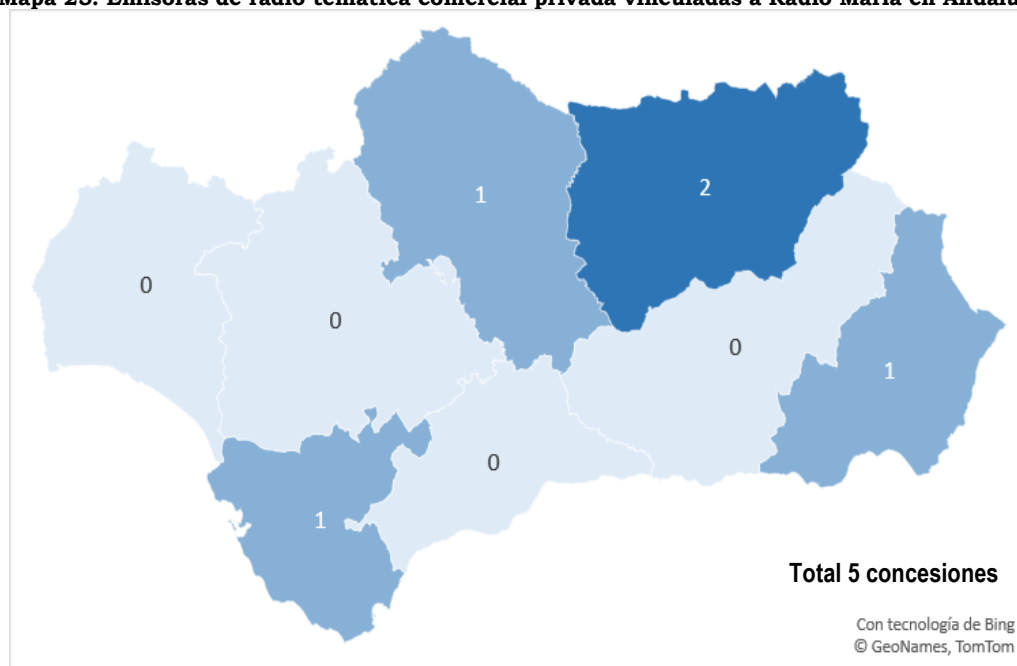 Mapa 23. Emisoras de radio temática comercial privada vinculadas a Radio María en Andalu
1
2
0
0
0
1
0
1
Total 5 concesiones
Con tecnología de Bing
© GeoNames, TomTom